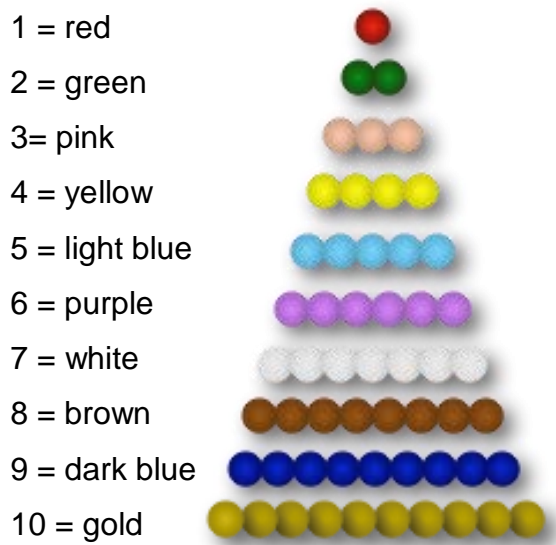 1 = red
2 = green
3= pink
4 = yellow
5 = light blue
6 = purple
7 = white
8 = brown
9 = dark blue
10 = gold